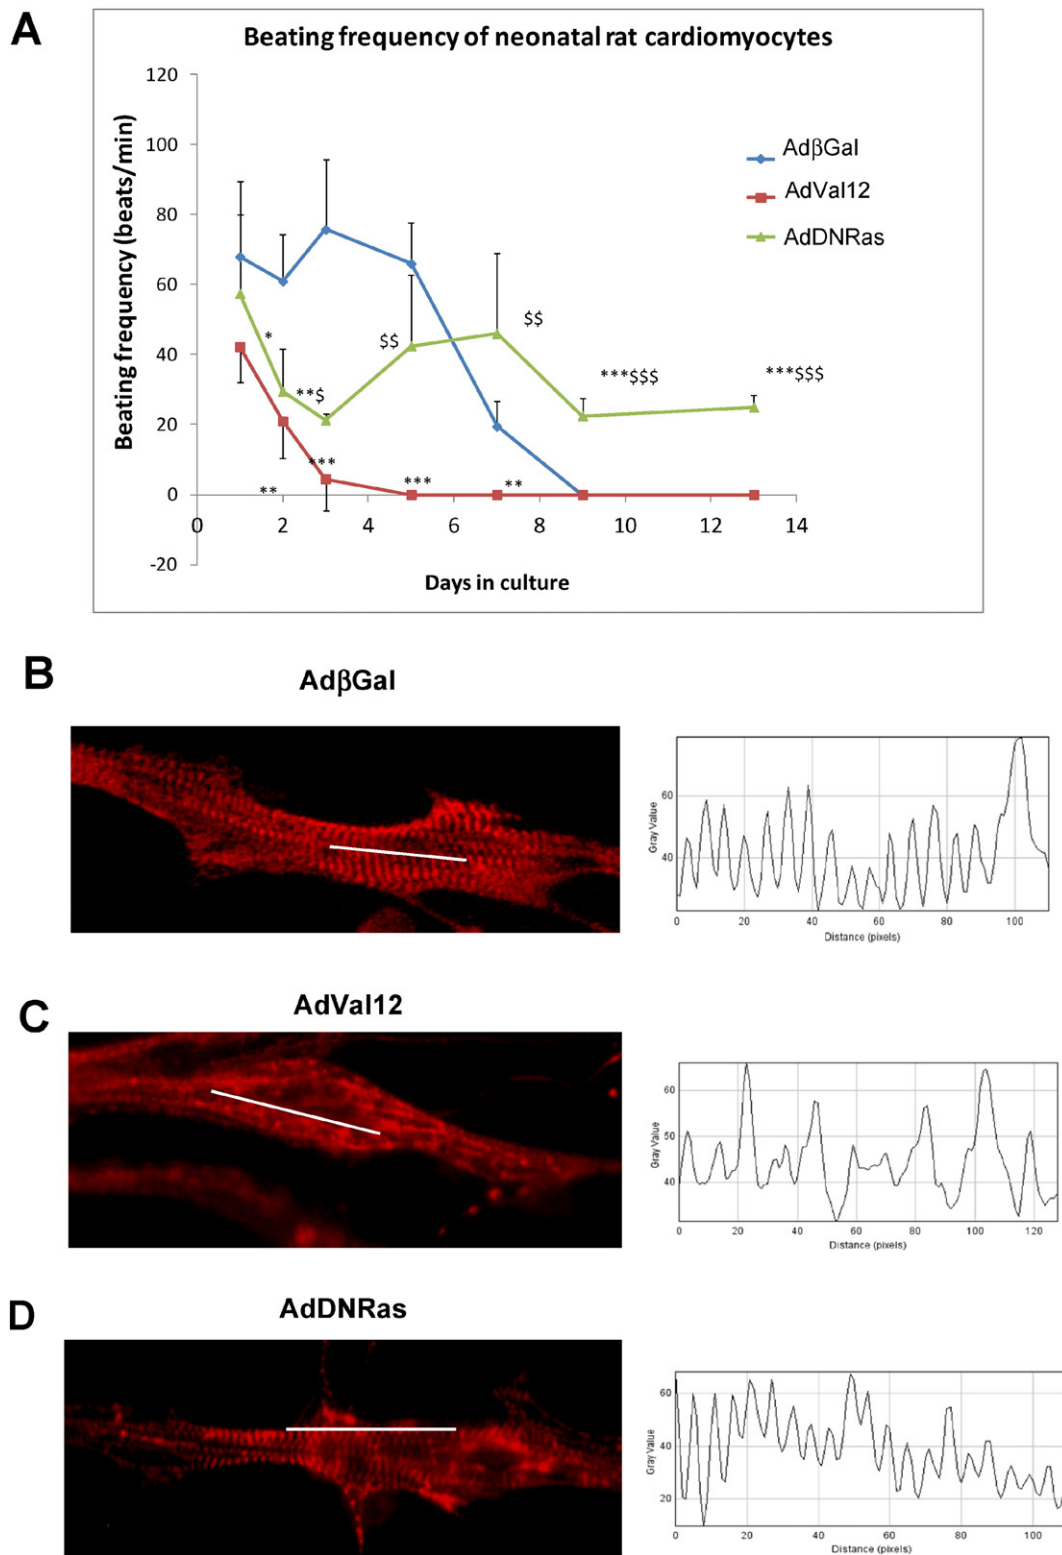 A
Beating frequency of neonatal rat cardiomyocytes
Beating frequency (beats/min)
120
100
80
60
40
20
0
-20
0 2 4 6 8 10 12 14
Days in culture
AdβGal
AdVal12
AdDNRas
*
**$
$$
$$
***$$$
***$$$
**
***
***
**
B
AdβGal
Gray Value
60
40
0 20 40 60 80 100
Distance (pixels)
C
AdVal12
Gray Value
60
50
40
0 20 40 60 80 100 120
Distance (pixels)
D
AdDNRas
Gray Value
60
40
20
0 20 40 60 80 100
Distance (pixels)